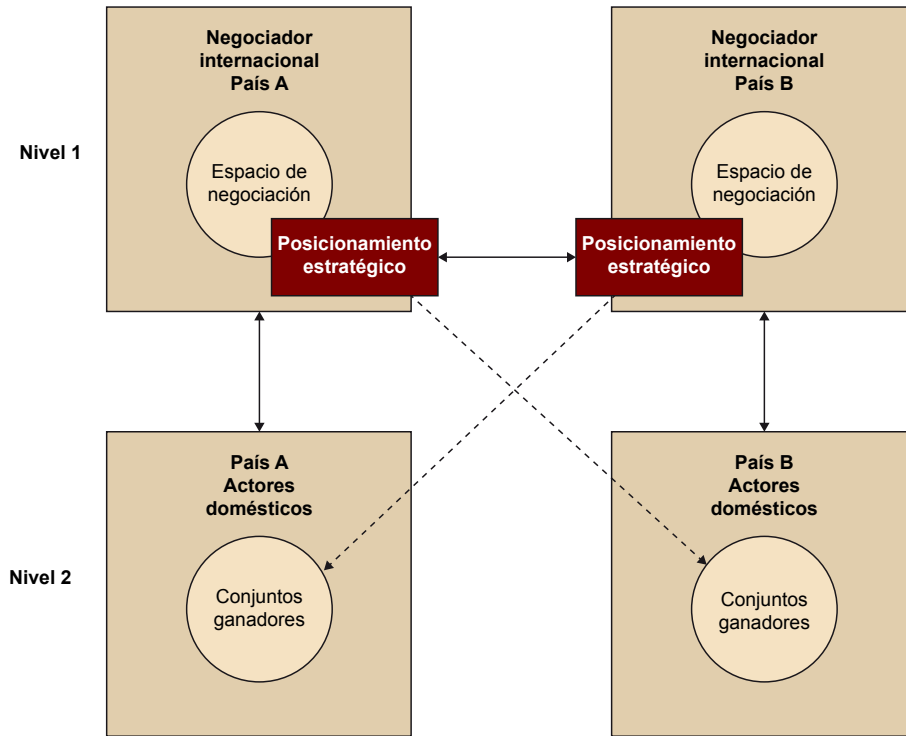 Negociador
internacional
País A
Negociador
internacional
País B
Nivel 1
Espacio de
negociación
Espacio de
negociación
Posicionamiento
estratégico
Posicionamiento
estratégico
País A
Actores
domésticos
País B
Actores
domésticos
Nivel 2
Conjuntos
ganadores
Conjuntos
ganadores